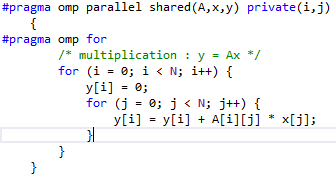 #pragma omp parallel shared(A,x,y) private(i,j)
{
#pragma omp for
/* multiplication : y = Ax */
for (i = 0; i < N; i++) {
y[i] = 0;
for (j = 0; j < N; j++) {
y[i] = y[i] + A[i][j] * x[j];
}
}
}